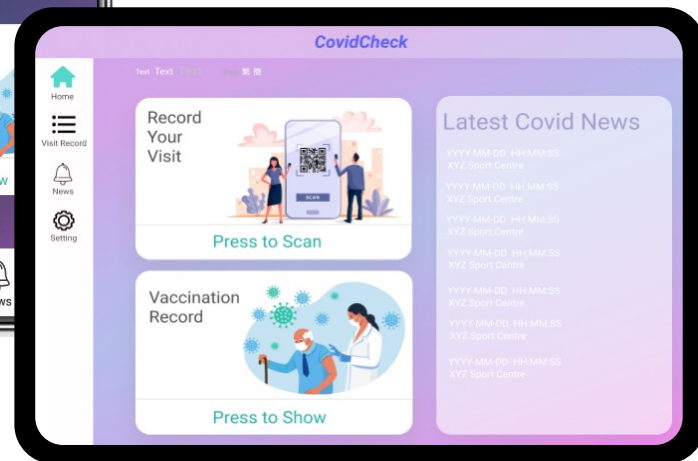 CovidCheck
Text Text Text 繁 簡
Home
Visit Record
News
Setting
Record
Your
Visit
SCAN
Press to Scan
Vaccination
Record
Press to Show
Latest Covid News
YYYY-MM-DD HH:MM:SS
XYZ Sport Centre
YYYY-MM-DD HH:MM:SS
XYZ Sport Centre
YYYY-MM-DD HH:MM:SS
XYZ Sport Centre
YYYY-MM-DD HH:MM:SS
XYZ Sport Centre
YYYY-MM-DD HH:MM:SS
XYZ Sport Centre
YYYY-MM-DD HH:MM:SS
XYZ Sport Centre
YYYY-MM-DD HH:MM:SS
XYZ Sport Centre